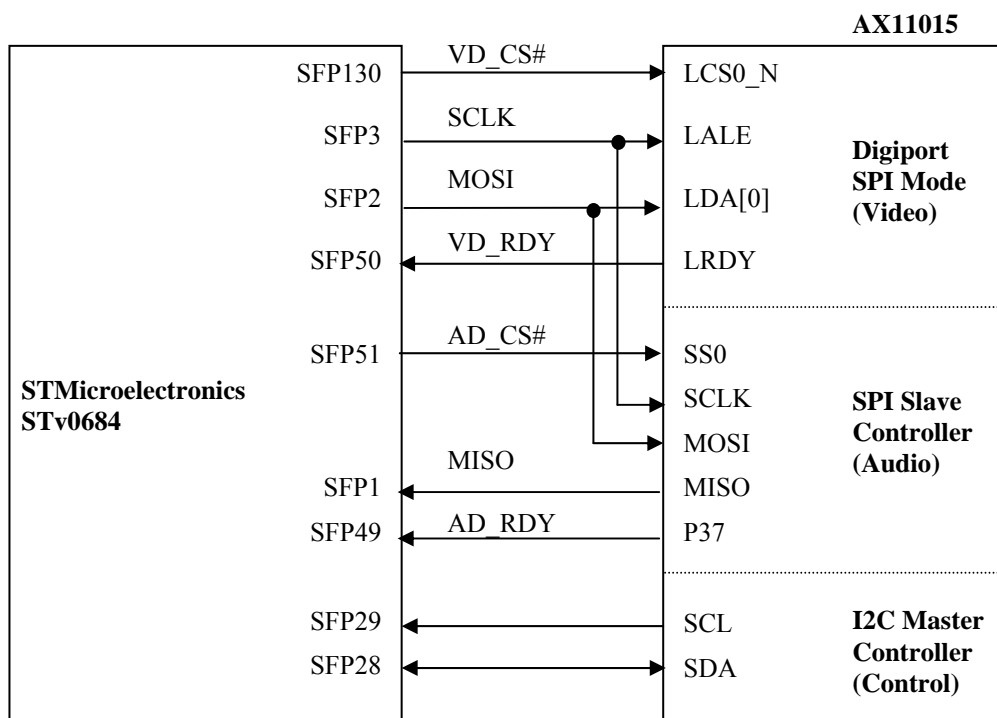 AX11015
SFP130 VD_CS# LCS0_N
SFP3 SCLK LALE
SFP2 MOSI LDA[0]
SFP50 VD_RDY LRDY
Digiport
SPI Mode
(Video)
SFP51 AD_CS# SS0
SCLK
MOSI
SFP1 MISO MISO
SFP49 AD_RDY P37
STMicroelectronics
STv0684
SPI Slave
Controller
(Audio)
SFP29 SCL
SFP28 SDA
I2C Master
Controller
(Control)